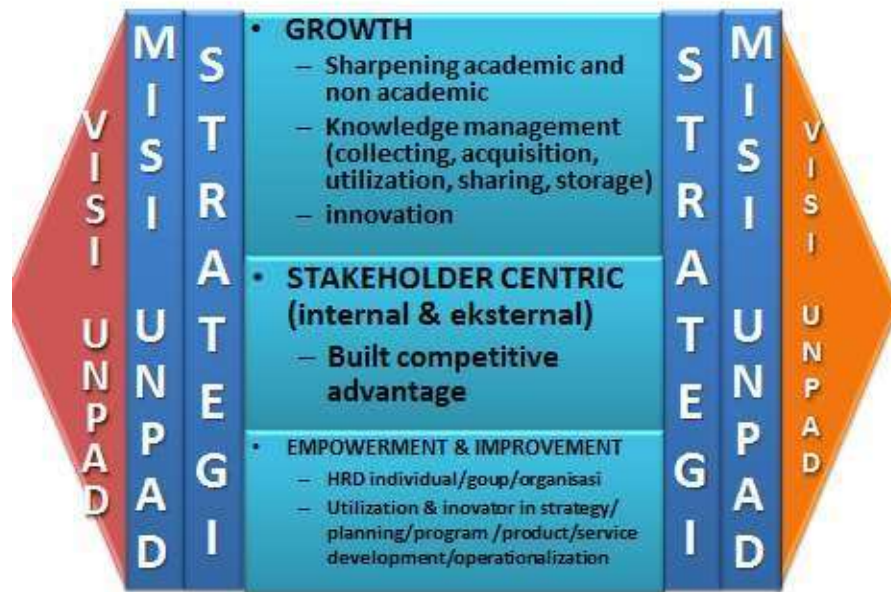 VISI UNPAD
MISI UNPAD
STRATEGI
• GROWTH
– Sharpening academic and
non academic
– Knowledge management
(collecting, acquisition,
utilization, sharing, storage)
– innovation
• STAKEHOLDER CENTRIC
(internal & eksternal)
– Built competitive
advantage
• EMPOWERMENT & IMPROVEMENT
– HRD individual/goup/organisasi
– Utilization & inovator in strategy/
planning/program /product/service
development/operationalization
STRATEGI
MISI UNPAD
VISI UNPAD